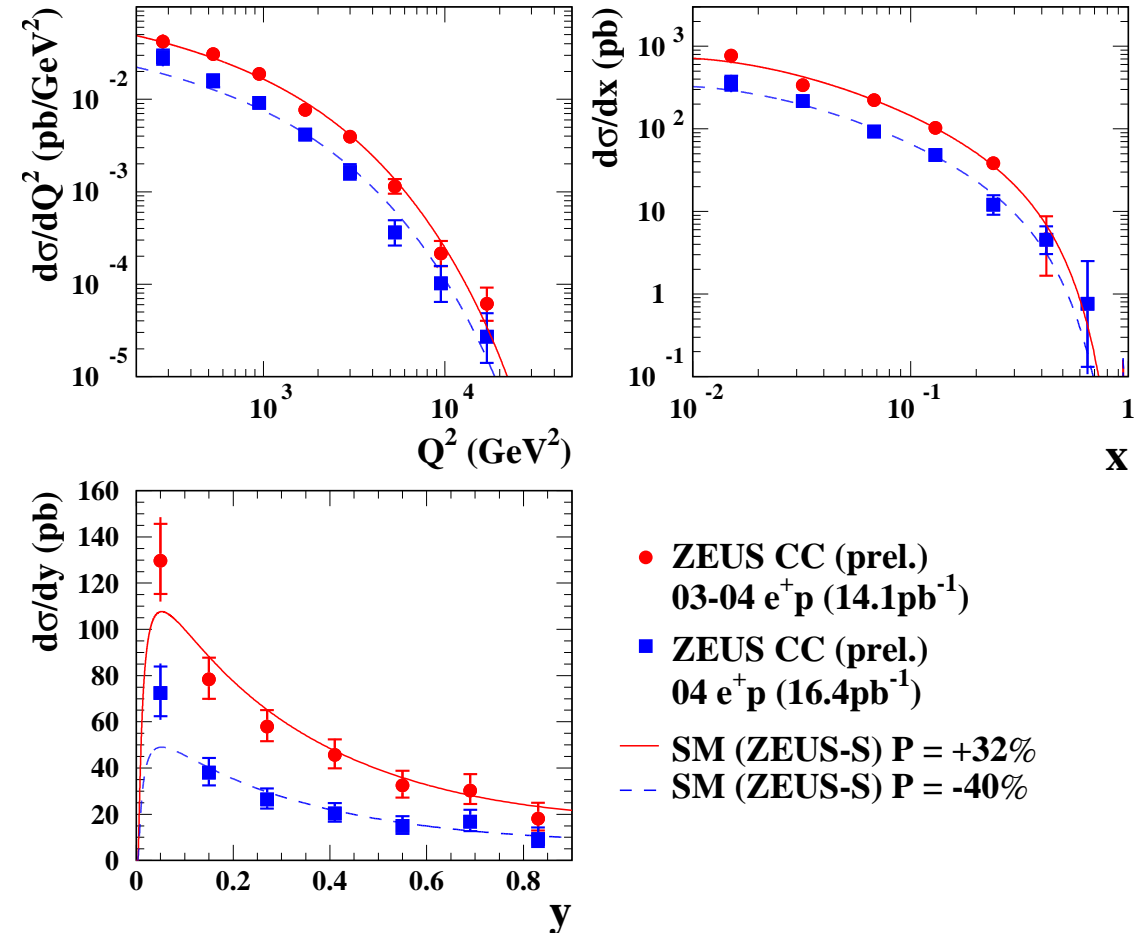 dσ/dQ² (pb/GeV²)
10⁻²
10⁻³
10⁻⁴
10⁻⁵
10³ 10⁴
Q² (GeV²)
dσ/dx (pb)
10³
10²
10
1
10⁻¹
10⁻² 10⁻¹ 1
x
dσ/dy (pb)
160
140
120
100
80
60
40
20
0
0 0.2 0.4 0.6 0.8
y
ZEUS CC (prel.)
03-04 e⁺p (14.1pb⁻¹)
ZEUS CC (prel.)
04 e⁺p (16.4pb⁻¹)
SM (ZEUS-S) P = +32%
SM (ZEUS-S) P = -40%